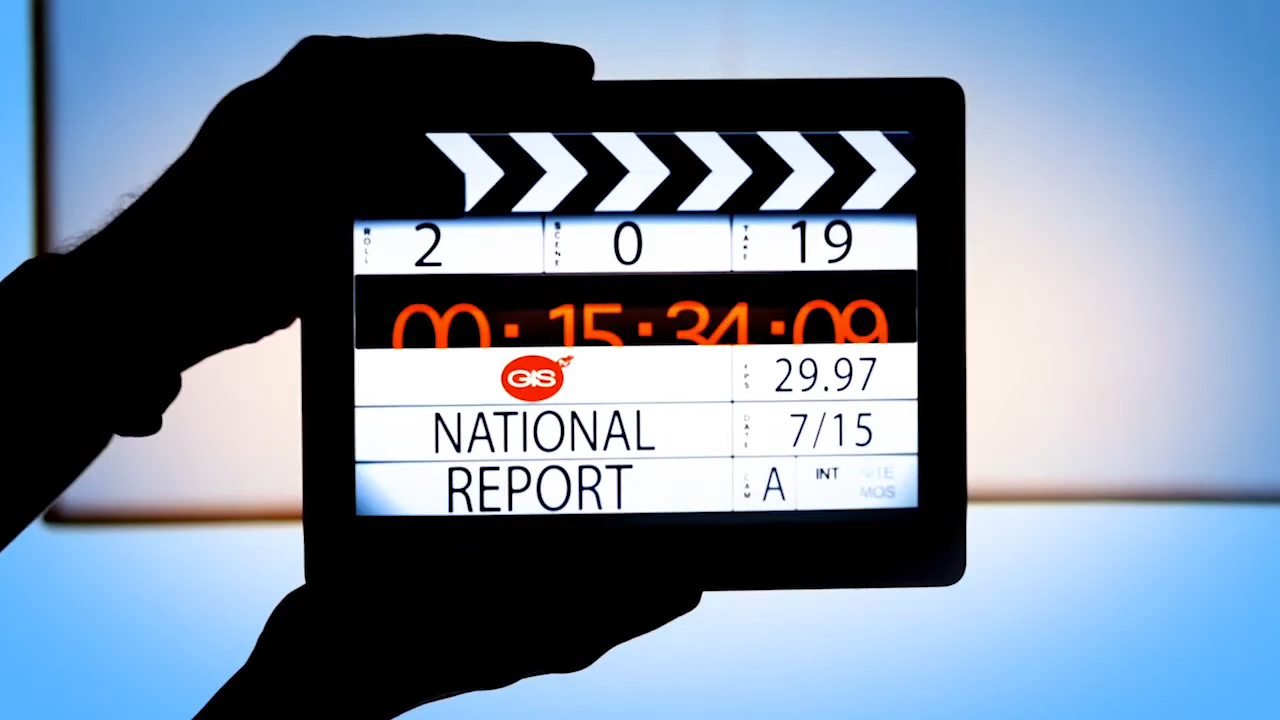 ROLL 2 SCENE 0 TAKE 19
00:15:34:09
GIS FPS 29.97
NATIONAL DATE 7/15
REPORT CAM A INT NITE
MOS